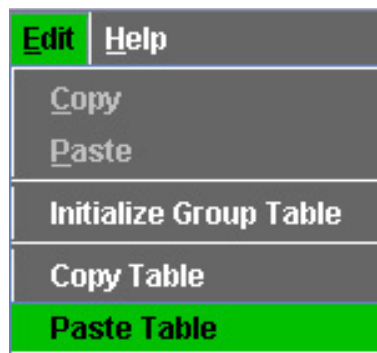 Edit Help
Copy
Paste
Initialize Group Table
Copy Table
Paste Table